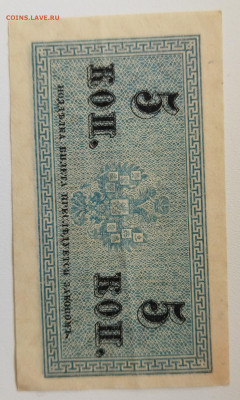 COINS.LAVE.RU
5 5
КОП. КОП.
ПОДДѢЛКА БИЛЕТА ПРЕСЛѢДУЕТСЯ ЗАКОНОМЪ.